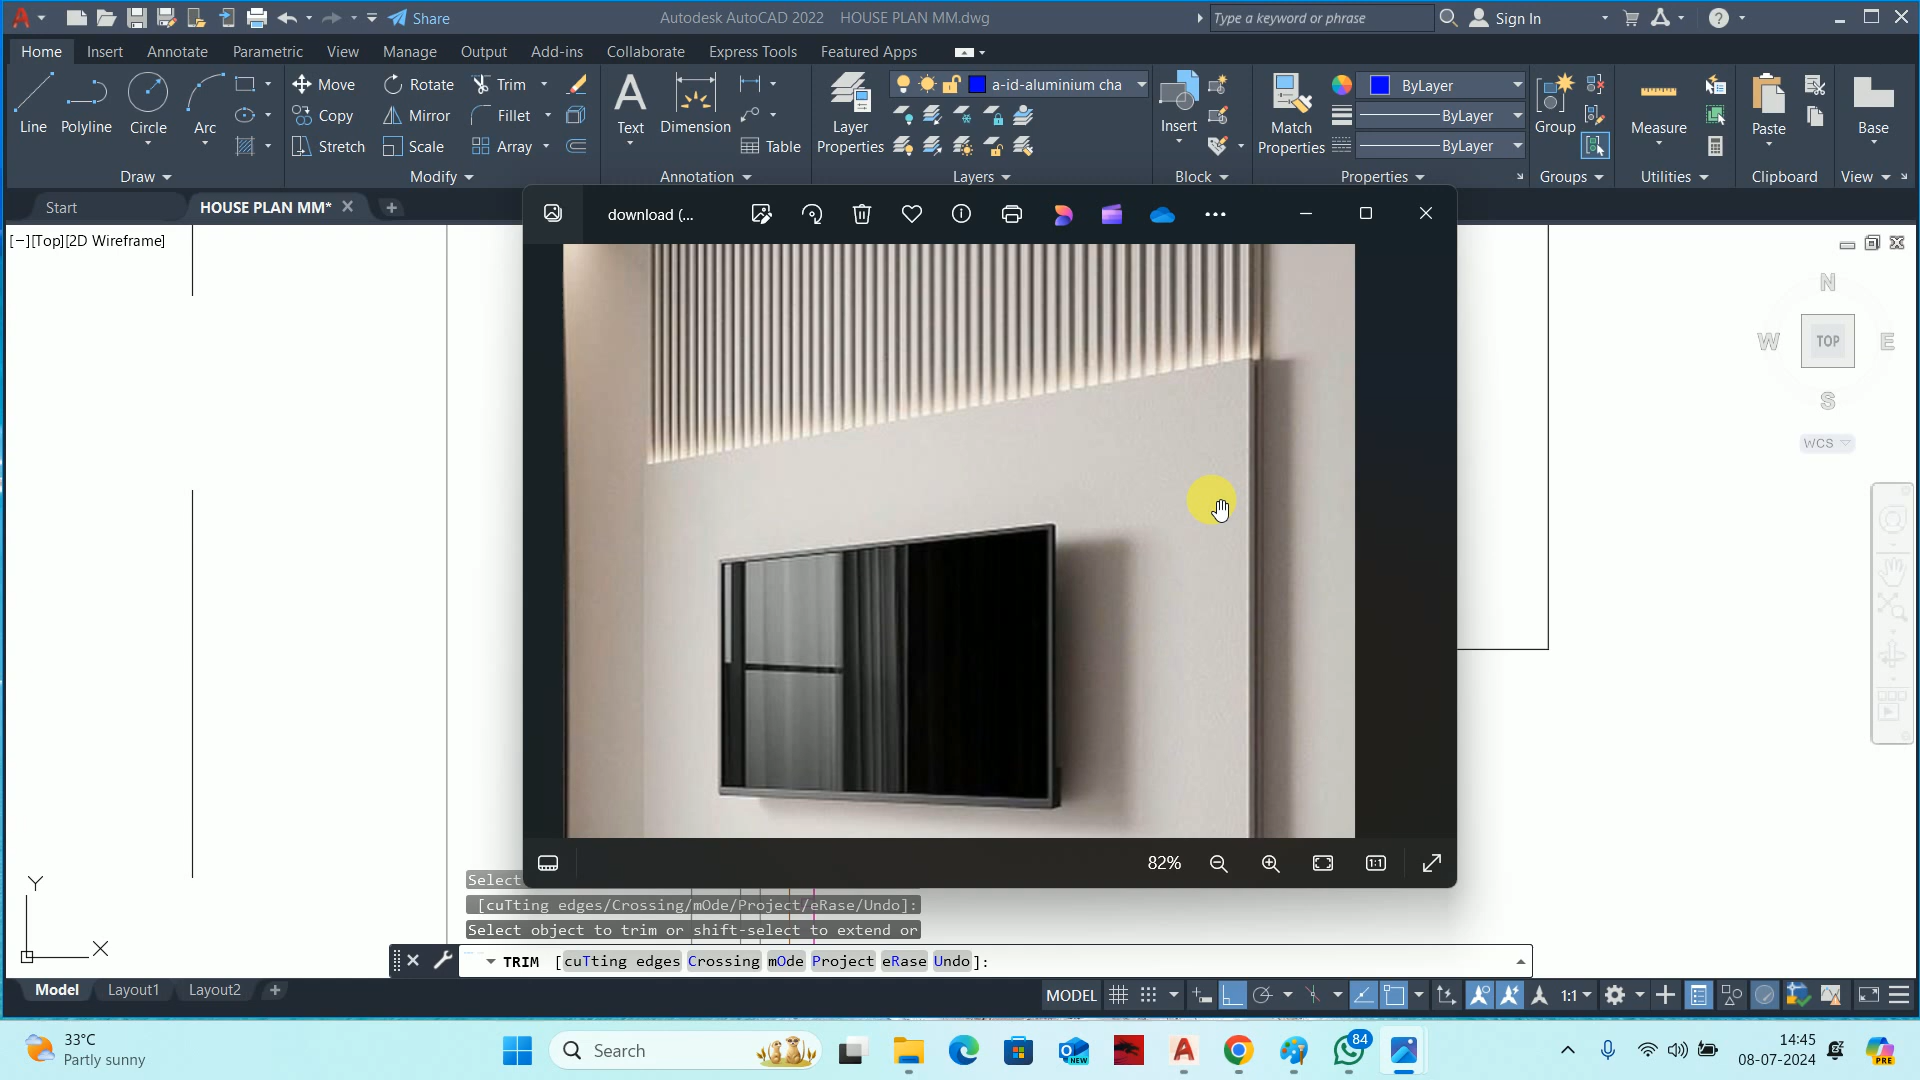 Share
Autodesk AutoCAD 2022 HOUSE PLAN MM.dwg
Type a keyword or phrase
Sign In
Home Insert Annotate Parametric View Manage Output Add-ins Collaborate Express Tools Featured Apps
Line
Polyline
Circle
Arc
Draw
Move Rotate Trim
Copy Mirror Fillet
Stretch Scale Array
Modify
Text
Dimension
Table
Annotation
Layer
Properties
a-id-aluminium cha
Layers
Insert
Block
Match
Properties
ByLayer
ByLayer
ByLayer
Properties
Group
Groups
Measure
Utilities
Paste
Clipboard
Base
View
Start
HOUSE PLAN MM*
[−][Top][2D Wireframe]
download (...
N
W TOP E
S
WCS
82%
1:1
Select
[cuTting edges/Crossing/mOde/Project/eRase/Undo]:
Select object to trim or shift-select to extend or
TRIM [cuTting edges Crossing mOde Project eRase Undo]:
Y
X
Model Layout1 Layout2
MODEL
1:1
33°C
Partly sunny
Search
NEW
84
14:45
08-07-2024
PRE